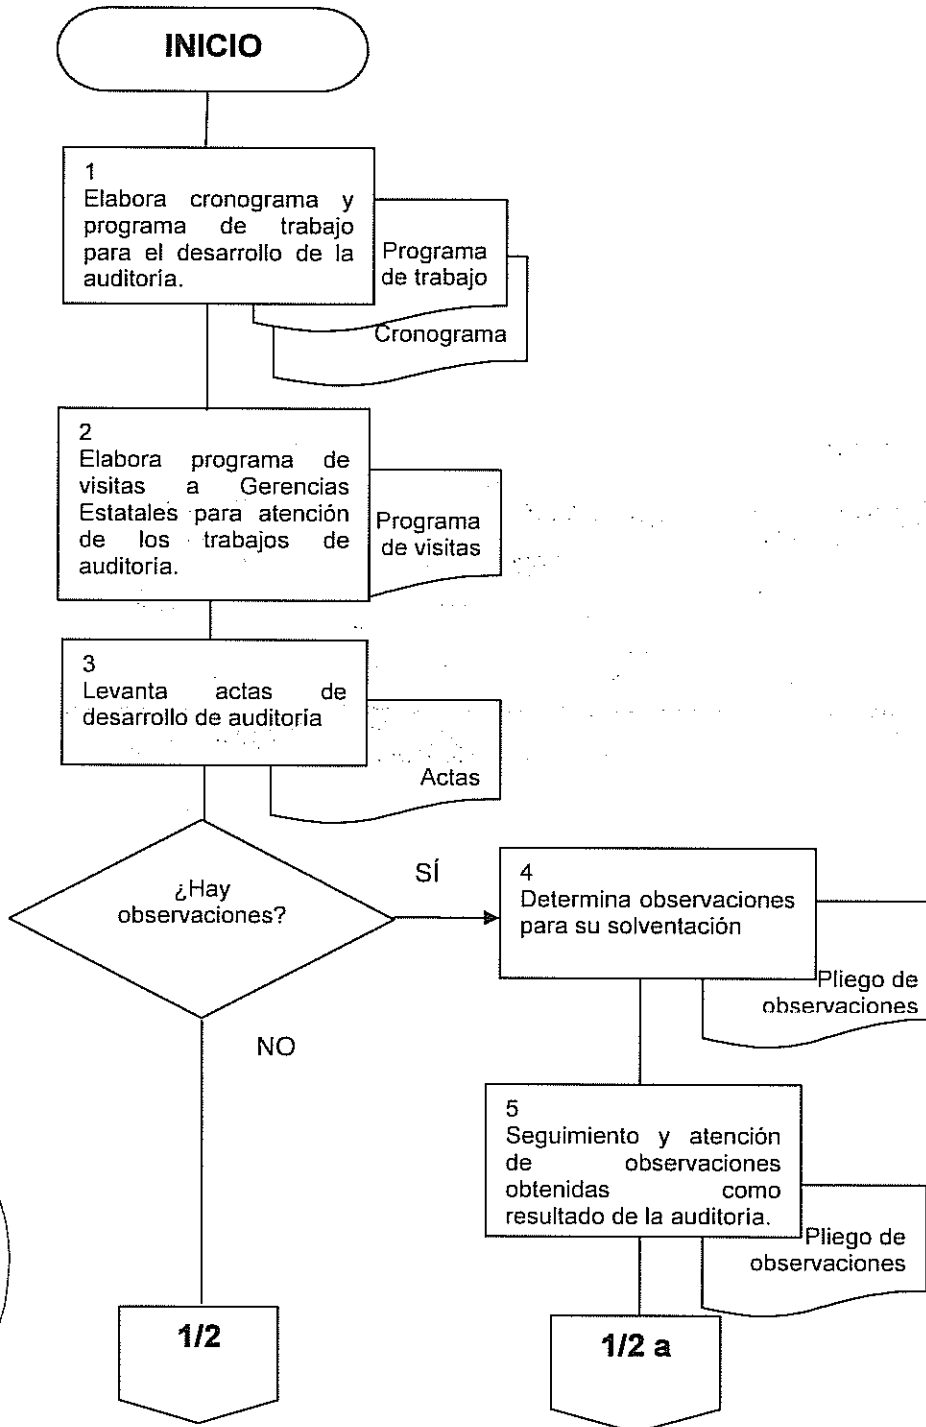 INICIO
1
Elabora cronograma y
programa de trabajo
para el desarrollo de la
auditoría.
Programa
de trabajo
Cronograma
2
Elabora programa de
visitas a Gerencias
Estatales para atención
de los trabajos de
auditoría.
Programa
de visitas
3
Levanta actas de
desarrollo de auditoría
Actas
¿Hay
observaciones?
SÍ
4
Determina observaciones
para su solventación
Pliego de
observaciones
NO
5
Seguimiento y atención
de observaciones
obtenidas como
resultado de la auditoria.
Pliego de
observaciones
1/2
1/2 a